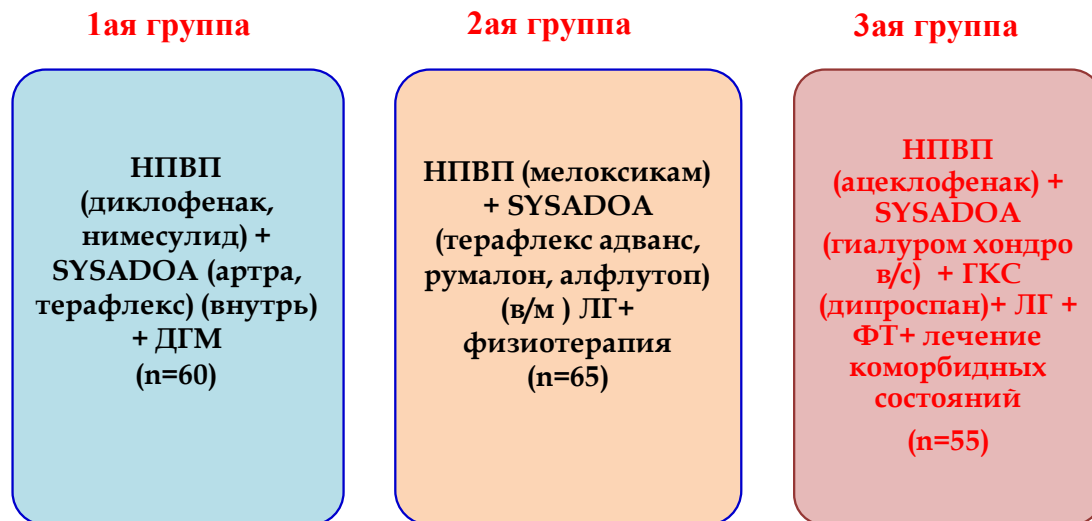 1ая группа
2ая группа
3ая группа
НПВП
(диклофенак,
нимесулид) +
SYSADOA (артра,
терафлекс) (внутрь)
+ ДГМ
(n=60)
НПВП (мелоксикам)
+ SYSADOA
(терафлекс адванс,
румалон, алфлутоп)
(в/м ) ЛГ+
физиотерапия
(n=65)
НПВП
(ацеклофенак) +
SYSADOA
(гиалуром хондро
в/с) + ГКС
(дипроспан)+ ЛГ +
ФТ+ лечение
коморбидных
состояний
(n=55)